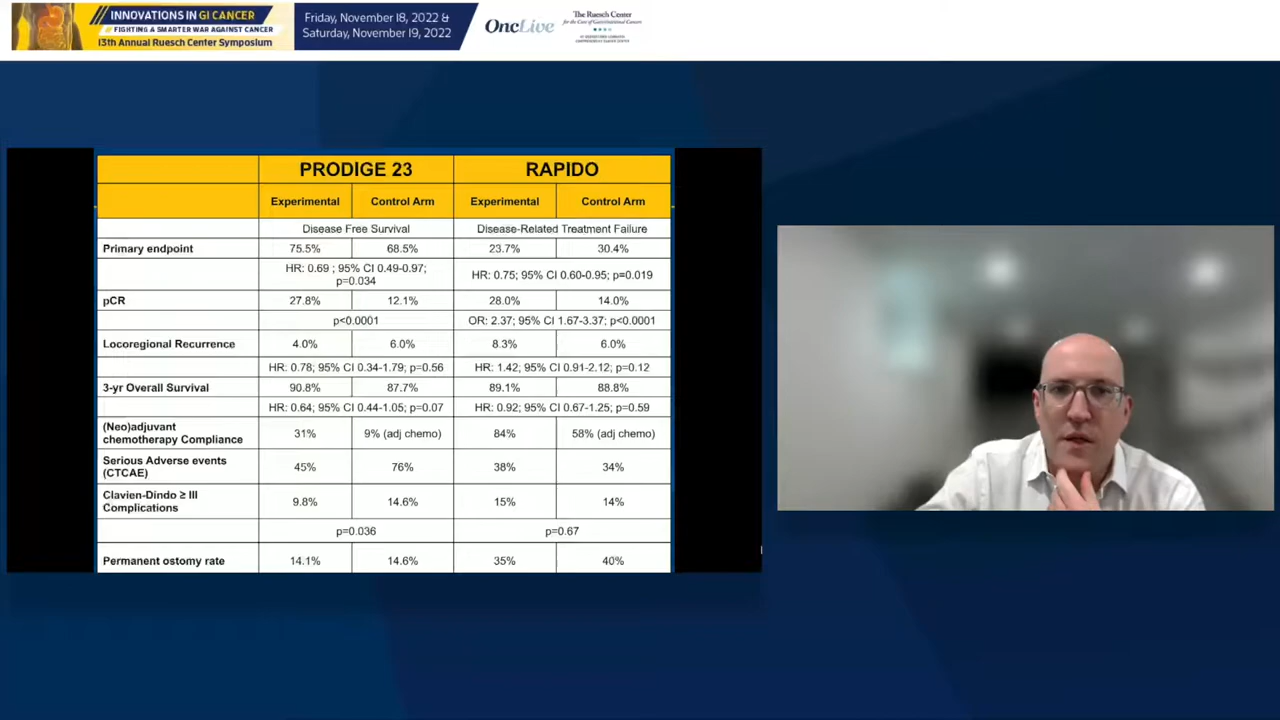 INNOVATIONS IN GI CANCER
FIGHTING A SMARTER WAR AGAINST CANCER
13th Annual Ruesch Center Symposium
Friday, November 18, 2022 &
Saturday, November 19, 2022
OncLive
The Ruesch Center
for the Cure of Gastrointestinal Cancers
PRODIGE 23 RAPIDO
Experimental Control Arm Experimental Control Arm
Disease Free Survival Disease-Related Treatment Failure
Primary endpoint 75.5% 68.5% 23.7% 30.4%
HR: 0.69 ; 95% CI 0.49-0.97;
p=0.034
HR: 0.75; 95% CI 0.60-0.95; p=0.019
pCR 27.8% 12.1% 28.0% 14.0%
p<0.0001 OR: 2.37; 95% CI 1.67-3.37; p<0.0001
Locoregional Recurrence 4.0% 6.0% 8.3% 6.0%
HR: 0.78; 95% CI 0.34-1.79; p=0.56 HR: 1.42; 95% CI 0.91-2.12; p=0.12
3-yr Overall Survival 90.8% 87.7% 89.1% 88.8%
HR: 0.64; 95% CI 0.44-1.05; p=0.07 HR: 0.92; 95% CI 0.67-1.25; p=0.59
(Neo)adjuvant
chemotherapy Compliance 31% 9% (adj chemo) 84% 58% (adj chemo)
Serious Adverse events
(CTCAE) 45% 76% 38% 34%
Clavien-Dindo ≥ III
Complications 9.8% 14.6% 15% 14%
p=0.036 p=0.67
Permanent ostomy rate 14.1% 14.6% 35% 40%